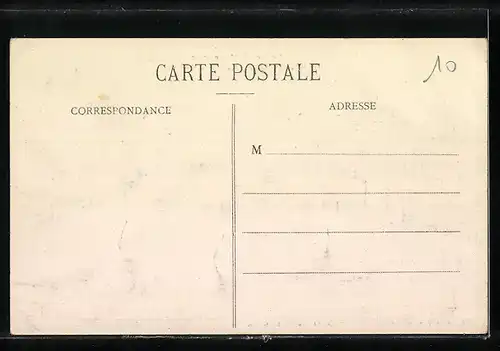 CARTE POSTALE
10
CORRESPONDANCE
ADRESSE
M